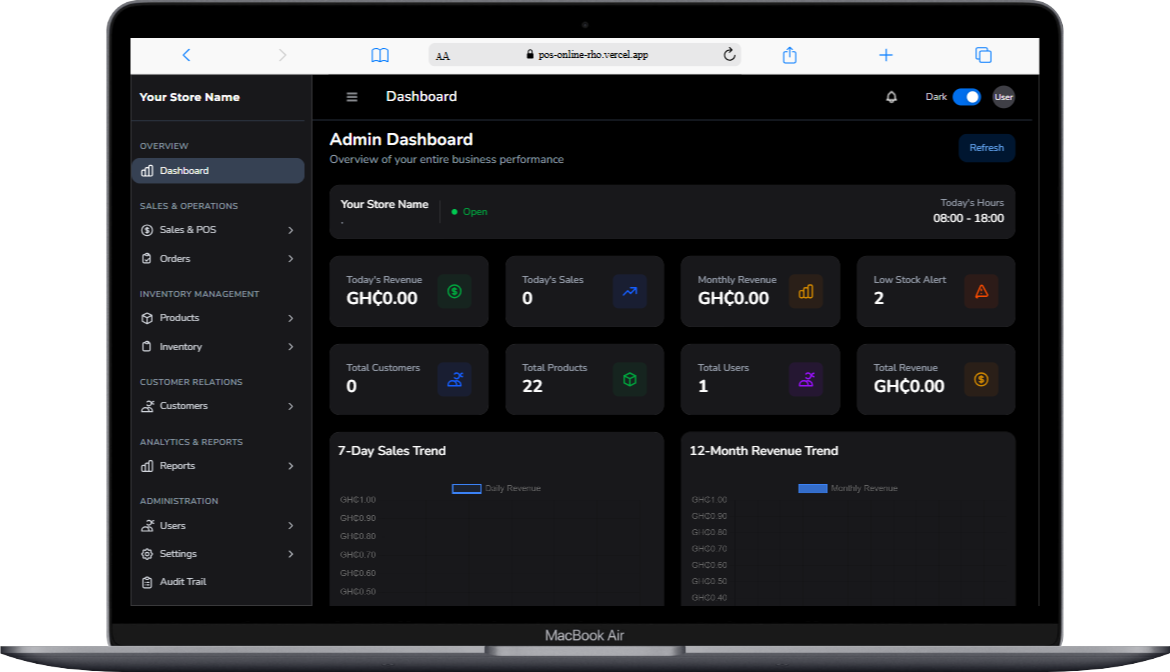 AA
pos-online-rho.vercel.app
Your Store Name
Dashboard
Dark
User
OVERVIEW
Dashboard
SALES & OPERATIONS
Sales & POS
Orders
INVENTORY MANAGEMENT
Products
Inventory
CUSTOMER RELATIONS
Customers
ANALYTICS & REPORTS
Reports
ADMINISTRATION
Users
Settings
Audit Trail
Admin Dashboard
Overview of your entire business performance
Refresh
Your Store Name
.
Open
Today's Hours
08:00 - 18:00
Today's Revenue
GH₵0.00
Today's Sales
0
Monthly Revenue
GH₵0.00
Low Stock Alert
2
Total Customers
0
Total Products
22
Total Users
1
Total Revenue
GH₵0.00
7-Day Sales Trend
Daily Revenue
GH₵1.00
GH₵0.90
GH₵0.80
GH₵0.70
GH₵0.60
GH₵0.50
12-Month Revenue Trend
Monthly Revenue
GH₵1.00
GH₵0.90
GH₵0.80
GH₵0.70
GH₵0.60
GH₵0.50
GH₵0.40
MacBook Air